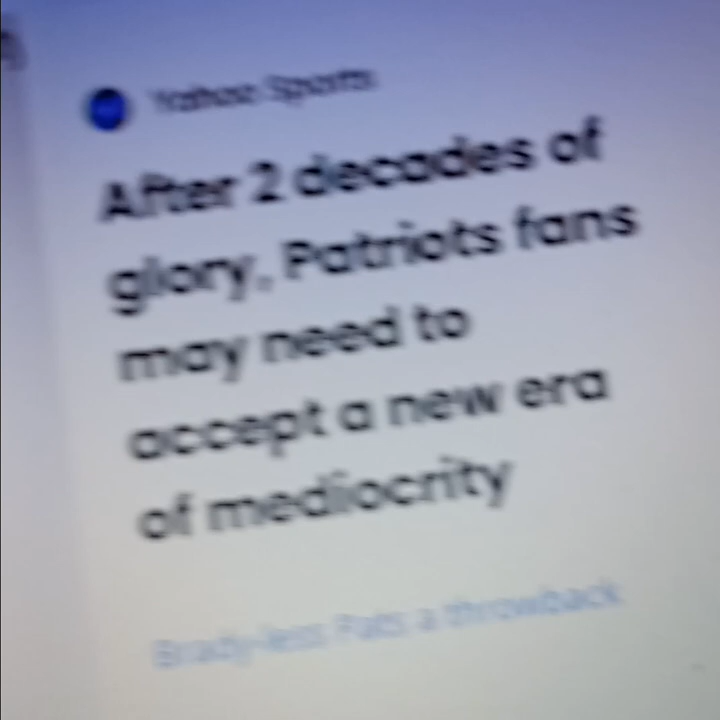 Yahoo Sports
After 2 decades of
glory, Patriots fans
may need to
accept a new era
of mediocrity
Brady-less Pats a throwback